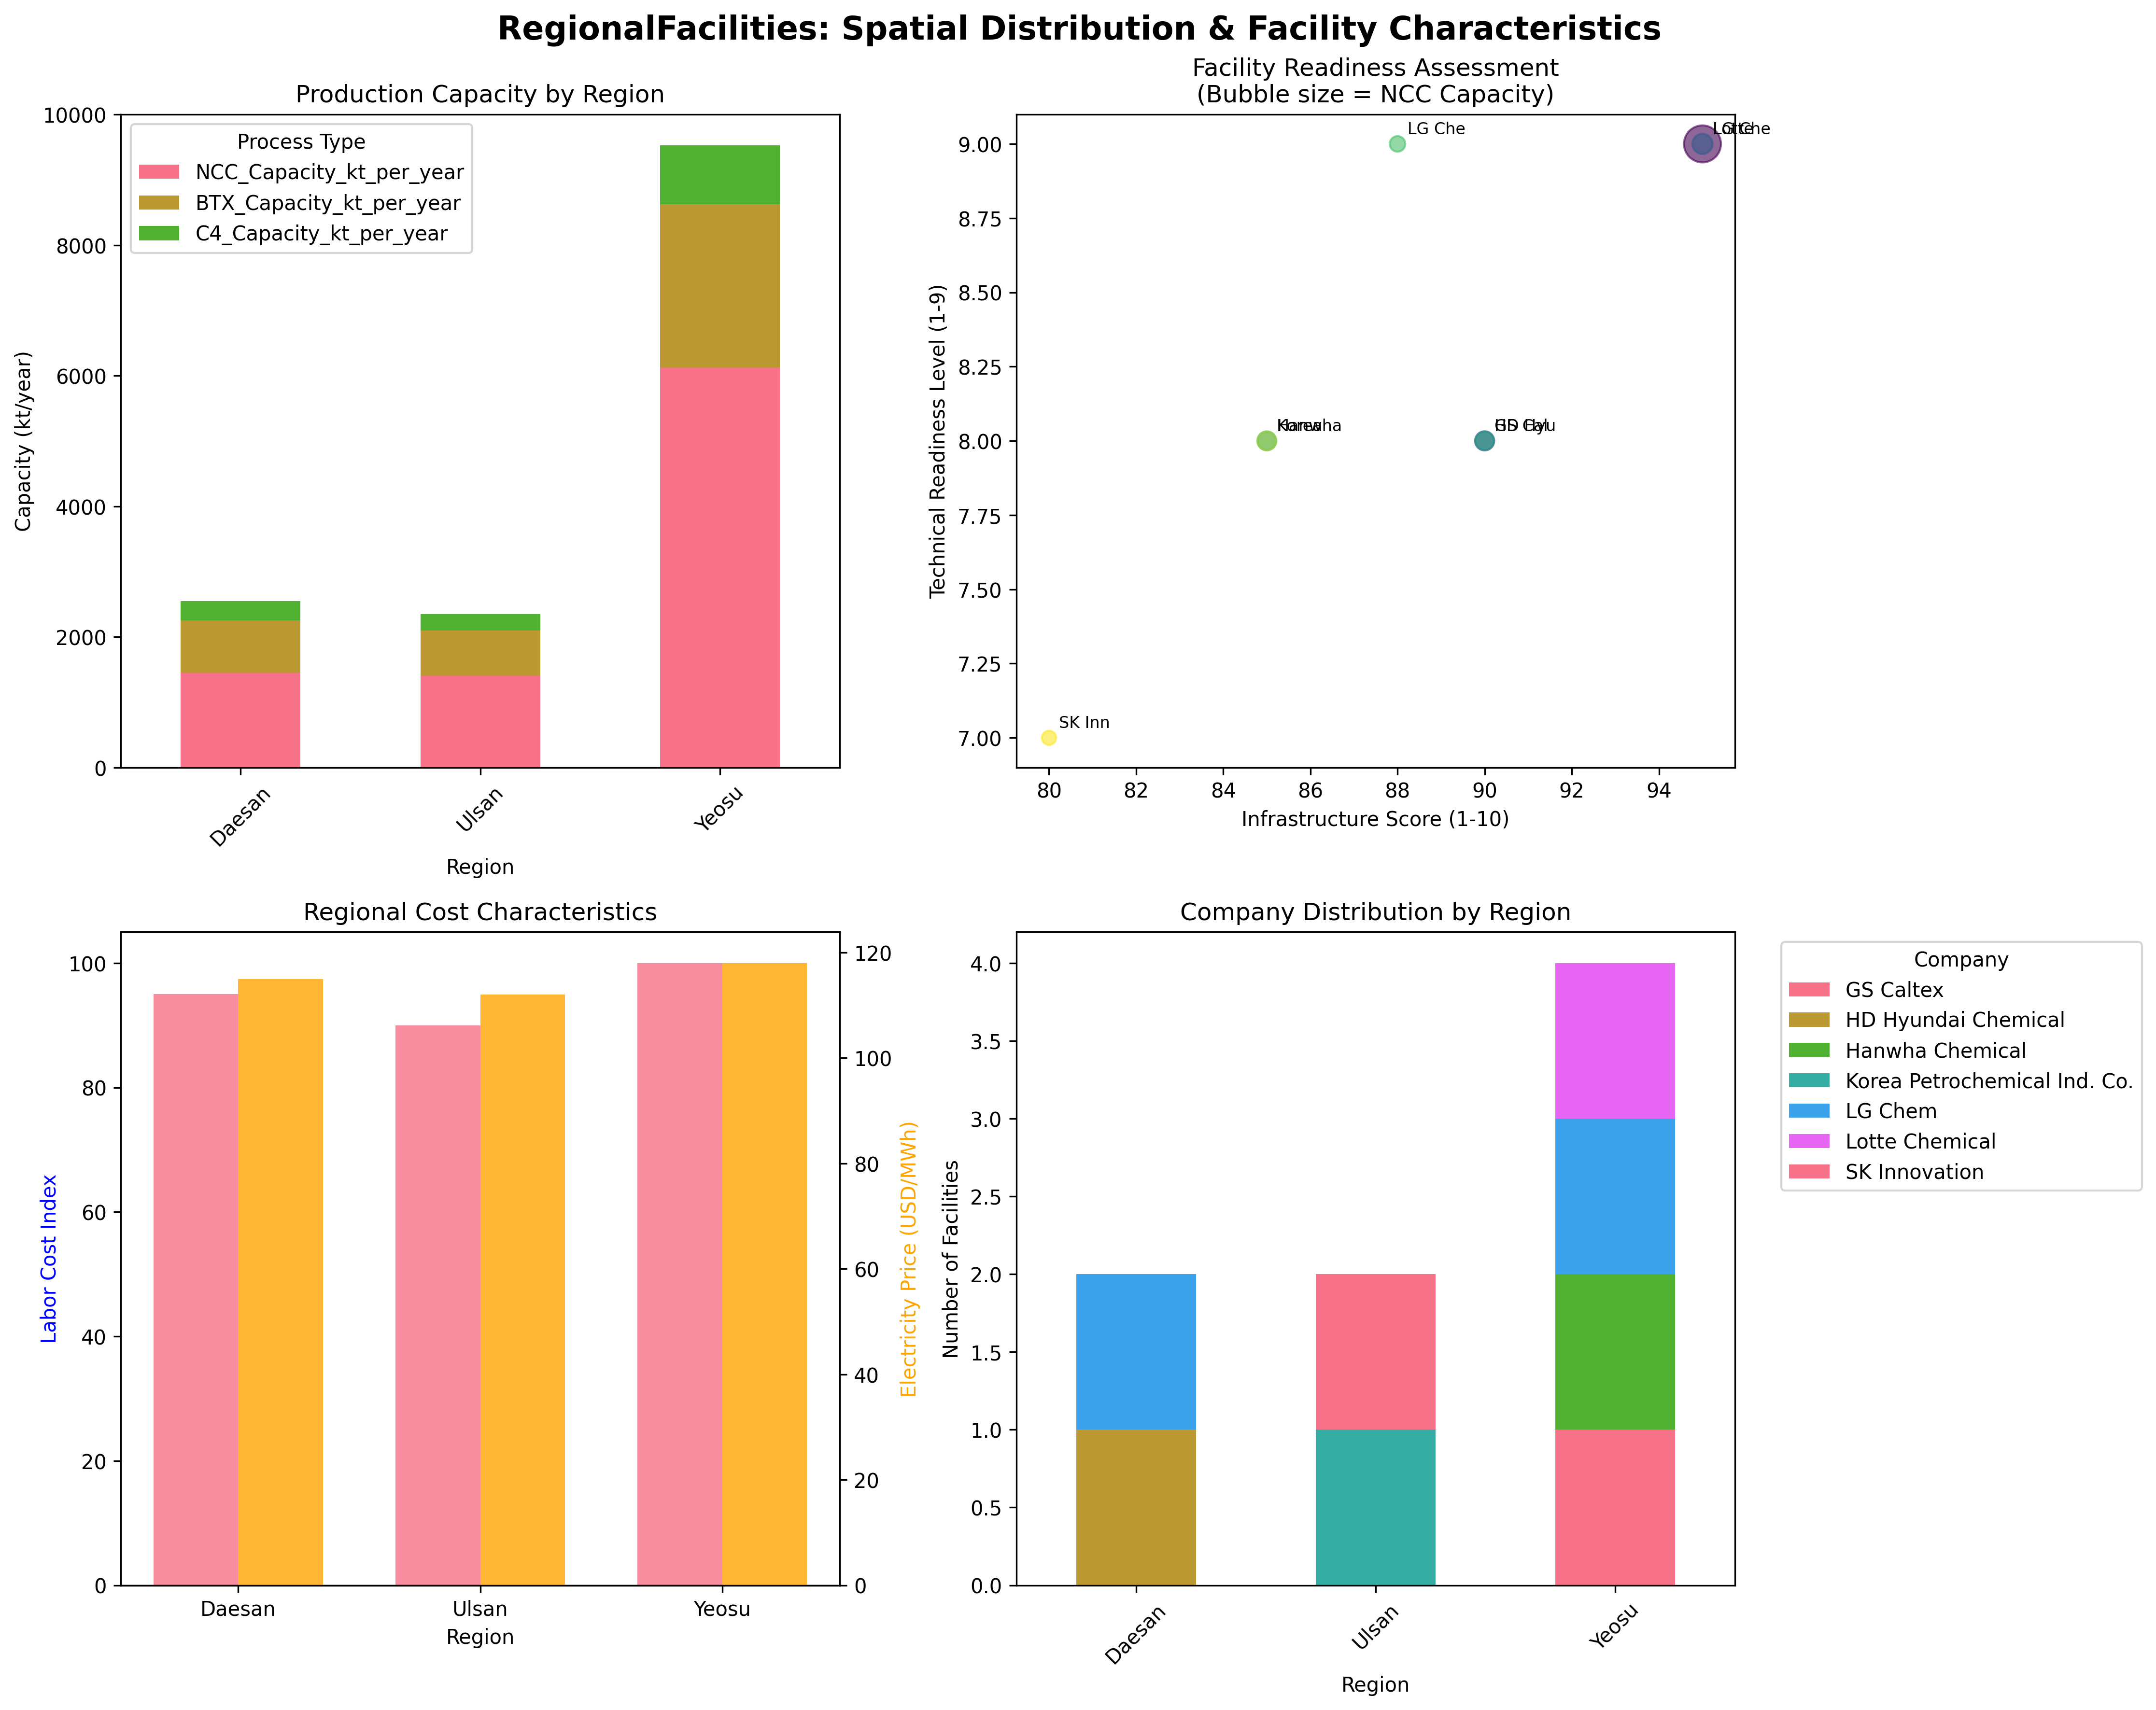 RegionalFacilities: Spatial Distribution & Facility Characteristics
Production Capacity by Region
Capacity (kt/year)
10000
8000
6000
4000
2000
0
Process Type
NCC_Capacity_kt_per_year
BTX_Capacity_kt_per_year
C4_Capacity_kt_per_year
Daesan
Ulsan
Yeosu
Region
Facility Readiness Assessment
(Bubble size = NCC Capacity)
Technical Readiness Level (1-9)
9.00
8.75
8.50
8.25
8.00
7.75
7.50
7.25
7.00
LG Che
SK Inn
80
82
84
86
88
90
92
94
Infrastructure Score (1-10)
Regional Cost Characteristics
Labor Cost Index
100
80
60
40
20
0
Daesan
Ulsan
Yeosu
Region
120
100
80
60
40
20
0
Electricity Price (USD/MWh)
Company Distribution by Region
Number of Facilities
4.0
3.5
3.0
2.5
2.0
1.5
1.0
0.5
0.0
Daesan
Ulsan
Yeosu
Region
Company
GS Caltex
HD Hyundai Chemical
Hanwha Chemical
Korea Petrochemical Ind. Co.
LG Chem
Lotte Chemical
SK Innovation